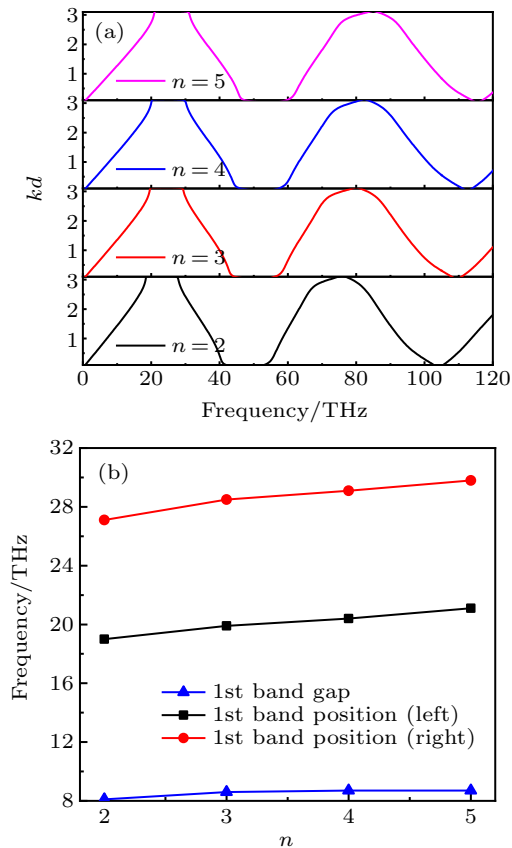 (a)
3
2
1
n = 5
3
2
1
n = 4
3
2
1
n = 3
3
2
1
n = 2
kd
0 20 40 60 80 100 120
Frequency/THz
(b)
32
28
24
20
16
12
8
Frequency/THz
1st band gap
1st band position (left)
1st band position (right)
2 3 4 5
n